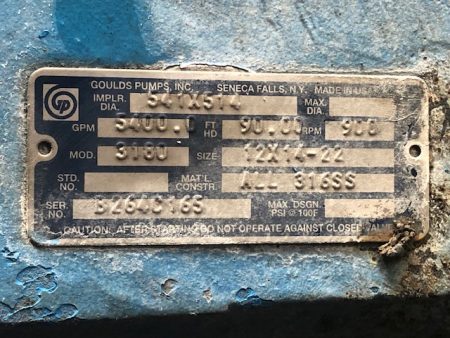 GOULDS PUMPS, INC. SENECA FALLS, N.Y. MADE IN USA
IMPLR. DIA. 541X514 MAX. DIA.
GPM 5400.0 FT HD 90.00 RPM 900
MOD. 3180 SIZE 12X14-22
STD. NO. MAT'L. CONSTR. ALL 316SS
SER. NO. B264C165 MAX. DSGN. PSI @ 100F
CAUTION: AFTER STARTING DO NOT OPERATE AGAINST CLOSED VALVE